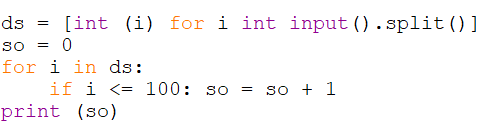 ds = [int (i) for i int input().split()]
so = 0
for i in ds:
    if i <= 100: so = so + 1
print (so)